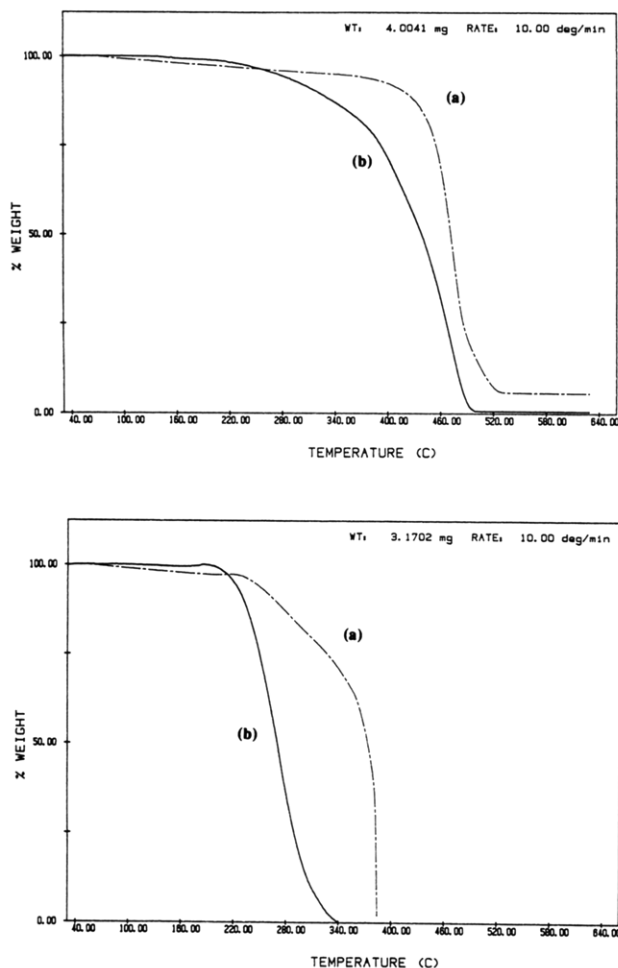 WT: 4.0041 mg RATE: 10.00 deg/min
100.00
(a)
(b)
50.00
% WEIGHT
0.00
40.00 100.00 160.00 220.00 280.00 340.00 400.00 460.00 520.00 580.00 640.00
TEMPERATURE (C)
WT: 3.1702 mg RATE: 10.00 deg/min
100.00
(a)
(b)
50.00
% WEIGHT
0.00
40.00 100.00 160.00 220.00 280.00 340.00 400.00 460.00 520.00 580.00 640.00
TEMPERATURE (C)